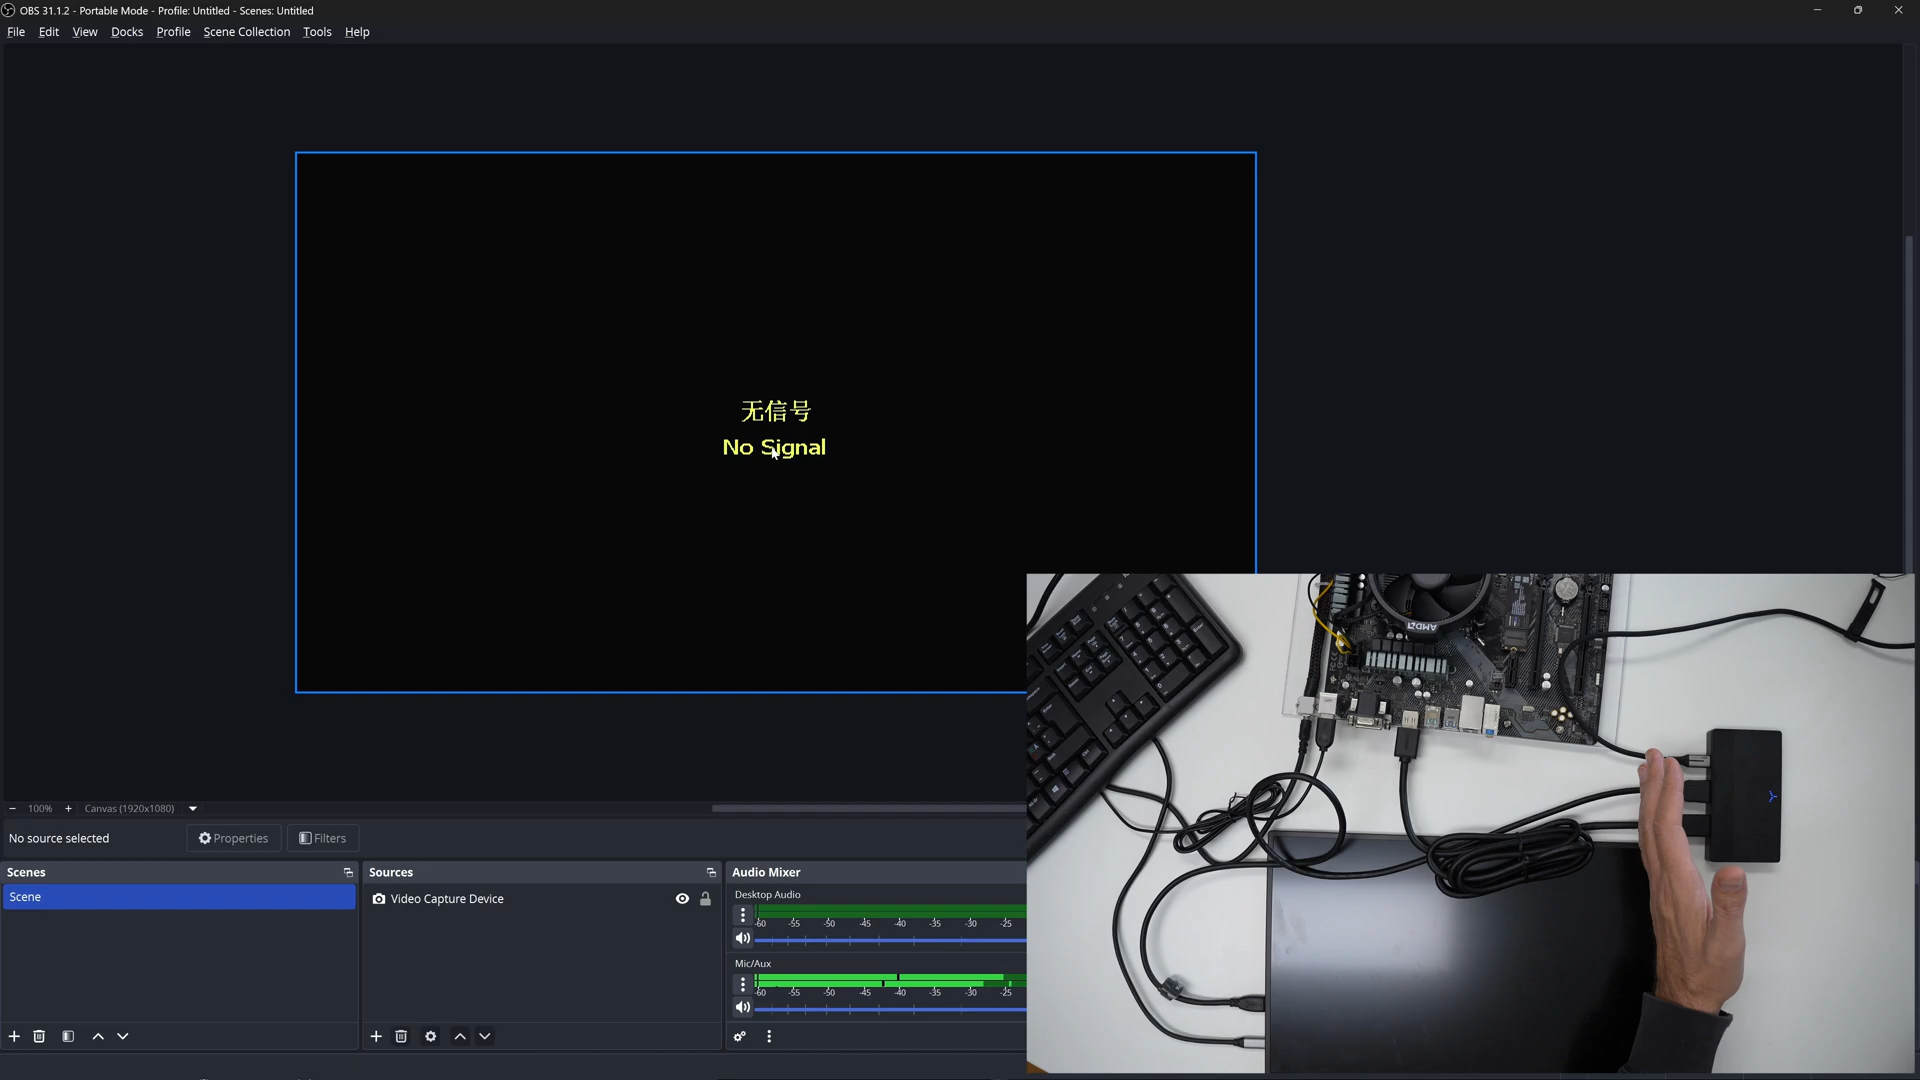 OBS 31.1.2 - Portable Mode - Profile: Untitled - Scenes: Untitled
File Edit View Docks Profile Scene Collection Tools Help
无信号
No Signal
100% Canvas (1920x1080)
No source selected Properties Filters
Scenes
Scene
Sources
Video Capture Device
Audio Mixer
Desktop Audio
-60 -55 -50 -45 -40 -35 -30 -25
Mic/Aux
-60 -55 -50 -45 -40 -35 -30 -25
AMD